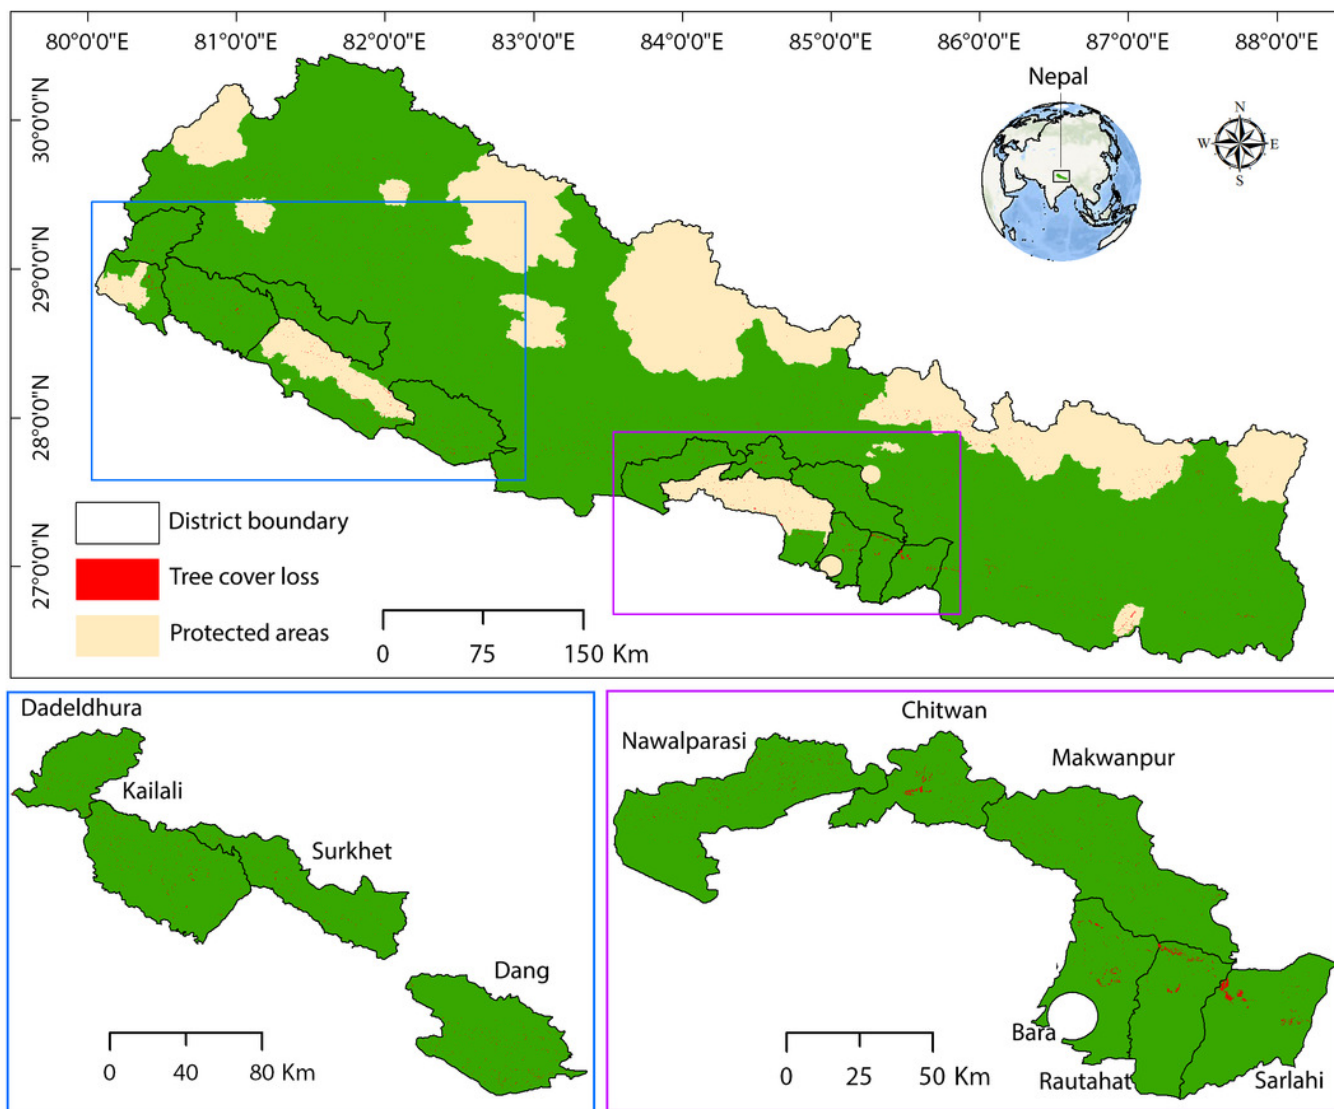 80°0'0"E 81°0'0"E 82°0'0"E 83°0'0"E 84°0'0"E 85°0'0"E 86°0'0"E 87°0'0"E 88°0'0"E
Nepal
N
W E
S
30°0'0"N
29°0'0"N
28°0'0"N
27°0'0"N
District boundary
Tree cover loss
Protected areas
0 75 150 Km
Dadeldhura
Kailali
Surkhet
Dang
0 40 80 Km
Chitwan
Nawalparasi
Makwanpur
Bara
Rautahat
Sarlahi
0 25 50 Km